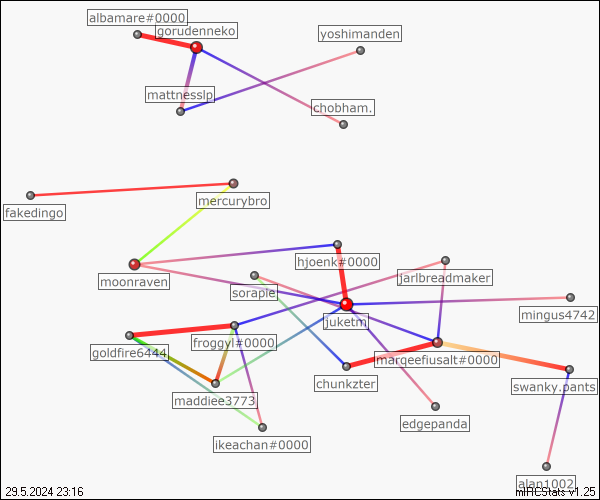 albamare#0000
gorudenneko
yoshimanden
mattnesslp
chobham.
mercurybro
fakedingo
hjoenk#0000
moonraven
jarlbreadmaker
sorapie
mingus4742
juketm
froggyl#0000
goldfire6444
marqeefiusalt#0000
chunkzter
swanky.pants
maddiee3773
edgepanda
ikeachan#0000
alan1002
29.5.2024 23:16
mIRCStats v1.25